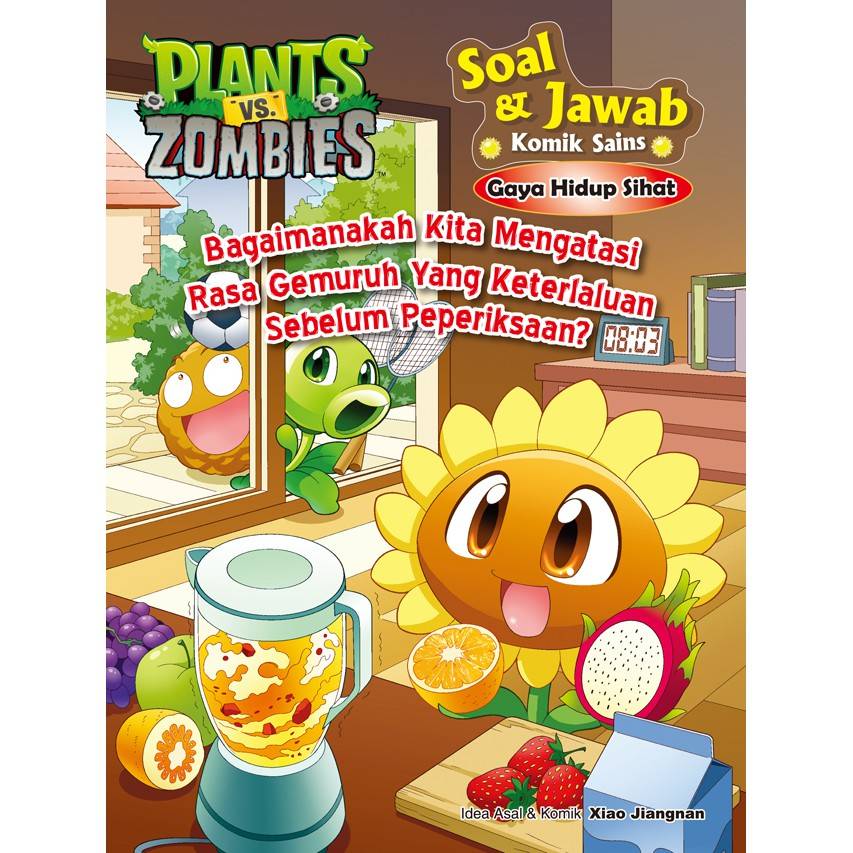 PLANTS
VS.
ZOMBIES™
Soal
& Jawab
Komik Sains
Gaya Hidup Sihat
Bagaimanakah Kita Mengatasi
Rasa Gemuruh Yang Keterlaluan
Sebelum Peperiksaan?
08:03
Idea Asal & Komik Xiao Jiangnan